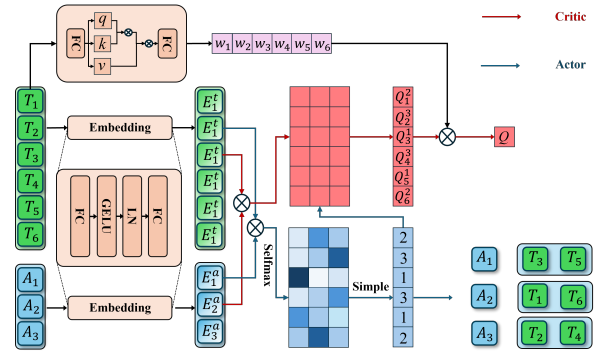 FC
q
k
v
FC
w₁ w₂ w₃ w₄ w₅ w₆
Critic
Actor
T₁
T₂
T₃
T₄
T₅
T₆
Embedding
FC
GELU
LN
FC
Embedding
A₁
A₂
A₃
E₁ᵗ
E₁ᵗ
E₁ᵗ
E₁ᵗ
E₁ᵗ
E₁ᵗ
E₁ᵃ
E₂ᵃ
E₃ᵃ
Selfmax
Q₁²
Q₂³
Q₃¹
Q₄³
Q₅¹
Q₆²
Q
Simple
2
3
1
3
1
2
A₁ T₃ T₅
A₂ T₁ T₆
A₃ T₂ T₄